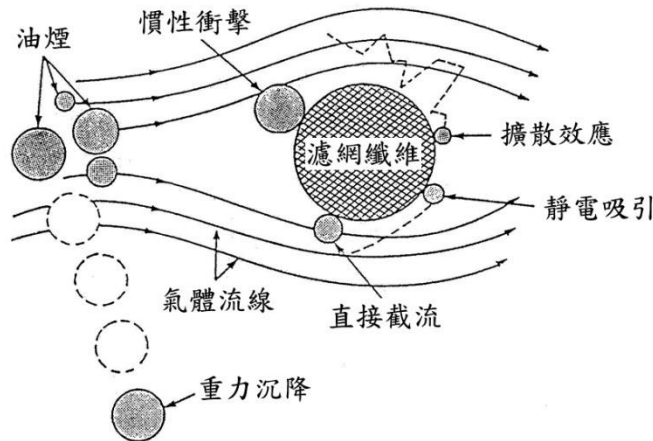 油煙
慣性衝擊
濾網纖維
擴散效應
靜電吸引
氣體流線
直接截流
重力沉降